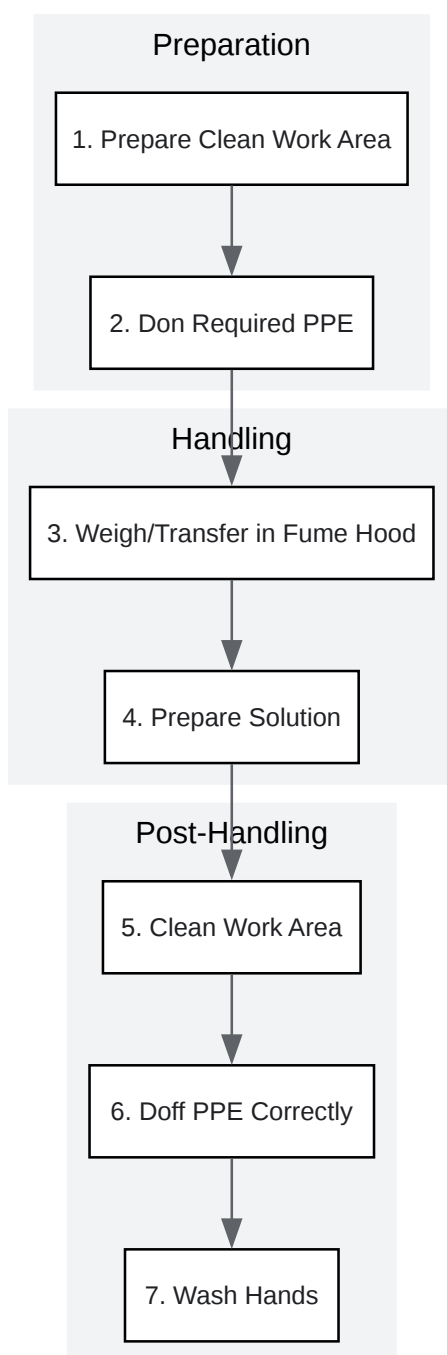 Preparation
1. Prepare Clean Work Area
2. Don Required PPE
Handling
3. Weigh/Transfer in Fume Hood
4. Prepare Solution
Post-Handling
5. Clean Work Area
6. Doff PPE Correctly
7. Wash Hands